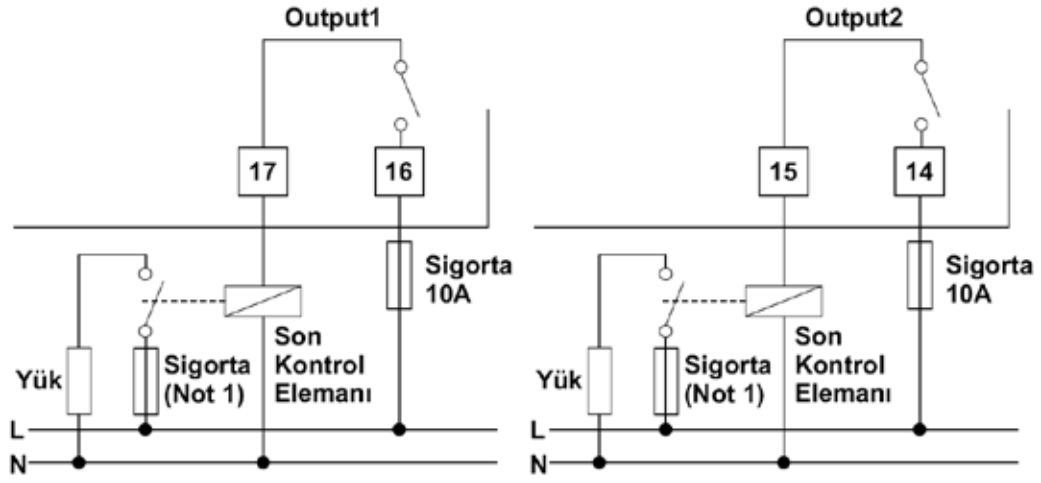 Output1
17
16
Sigorta
10A
Son
Kontrol
Elemanı
Sigorta
(Not 1)
Yük
L
N
Output2
15
14
Sigorta
10A
Son
Kontrol
Elemanı
Sigorta
(Not 1)
Yük
L
N